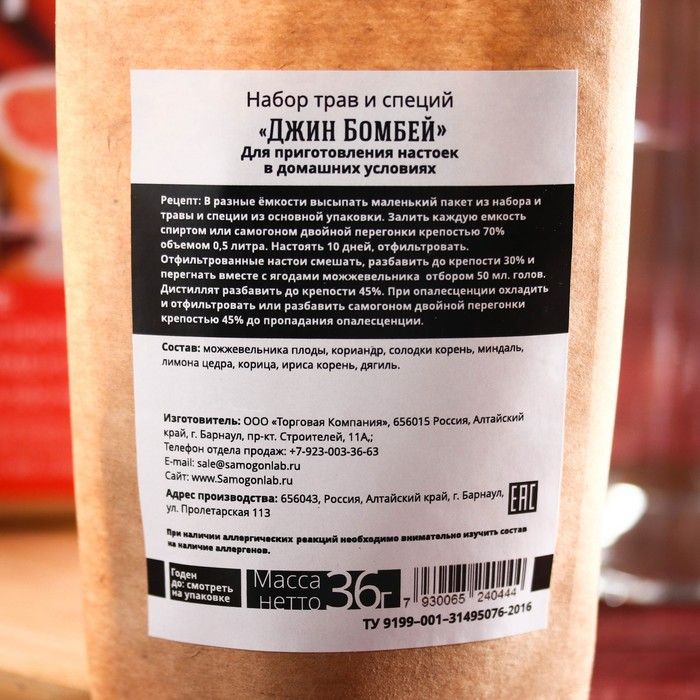 Набор трав и специй
«Джин Бомбей»
Для приготовления настоек
в домашних условиях
Рецепт: В разные ёмкости высыпать маленький пакет из набора и
травы и специи из основной упаковки. Залить каждую емкость
спиртом или самогоном двойной перегонки крепостью 70%
объемом 0,5 литра. Настоять 10 дней, отфильтровать.
Отфильтрованные настои смешать, разбавить до крепости 30% и
перегнать вместе с ягодами можжевельника отбором 50 мл. голов.
Дистиллят разбавить до крепости 45%. При опалесценции охладить
и отфильтровать или разбавить самогоном двойной перегонки
крепостью 45% до пропадания опалесценции.
Состав: можжевельника плоды, кориандр, солодки корень, миндаль,
лимона цедра, корица, ириса корень, дягиль.
Изготовитель: ООО «Торговая Компания», 656015 Россия, Алтайский
край, г. Барнаул, пр-кт. Строителей, 11А,;
Телефон отдела продаж: +7-923-003-36-63
E-mail: sale@samogonlab.ru
Сайт: www.Samogonlab.ru
Адрес производства: 656043, Россия, Алтайский край, г. Барнаул,
ул. Пролетарская 113
EAC
При наличии аллергических реакций необходимо внимательно изучить состав
на наличие аллергенов.
Годен
до: смотреть
на упаковке
Масса
нетто 36г
7 930065 240444
ТУ 9199-001-31495076-2016